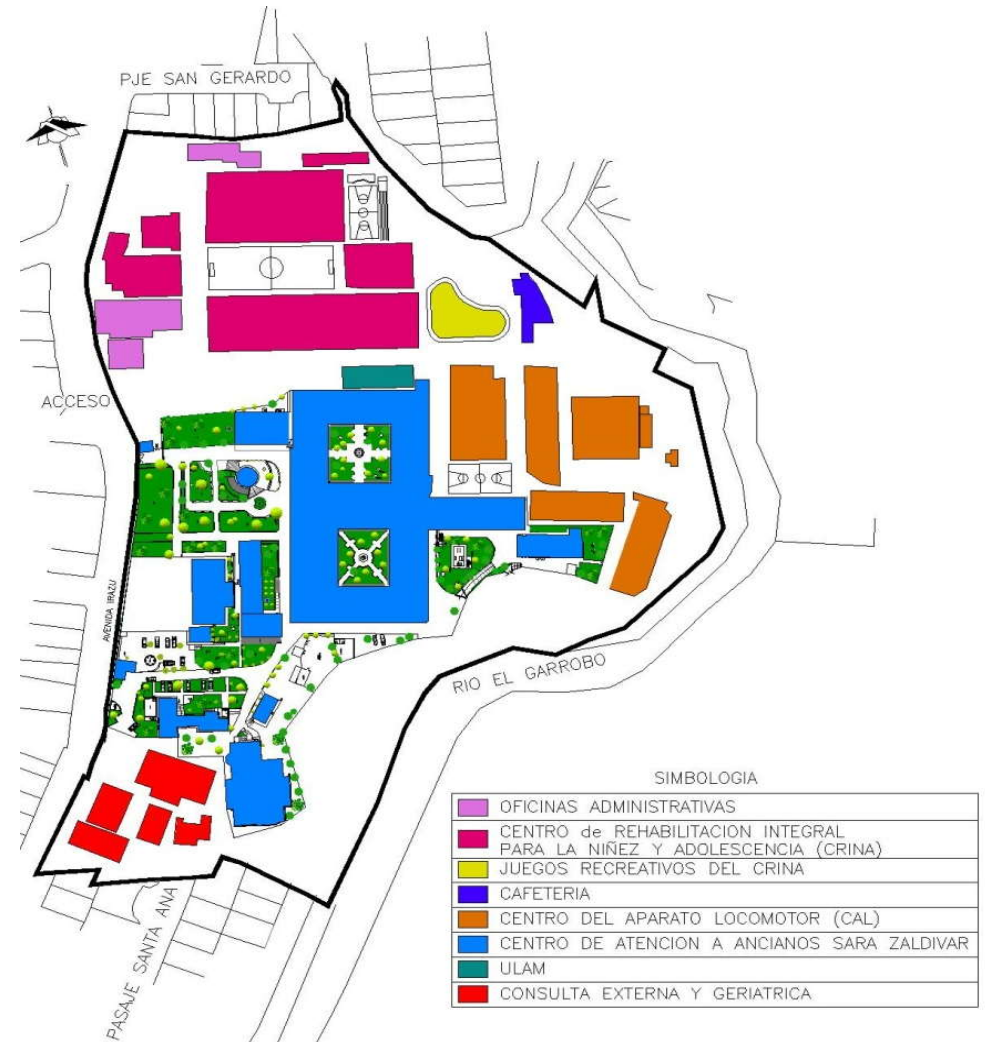 PJE SAN GERARDO
ACCESO
AVENIDA IRAZU
RIO EL GARROBO
PASAJE SANTA ANA
SIMBOLOGIA
OFICINAS ADMINISTRATIVAS
CENTRO de REHABILITACION INTEGRAL
PARA LA NIÑEZ Y ADOLESCENCIA (CRINA)
JUEGOS RECREATIVOS DEL CRINA
CAFETERIA
CENTRO DEL APARATO LOCOMOTOR (CAL)
CENTRO DE ATENCION A ANCIANOS SARA ZALDIVAR
ULAM
CONSULTA EXTERNA Y GERIATRICA